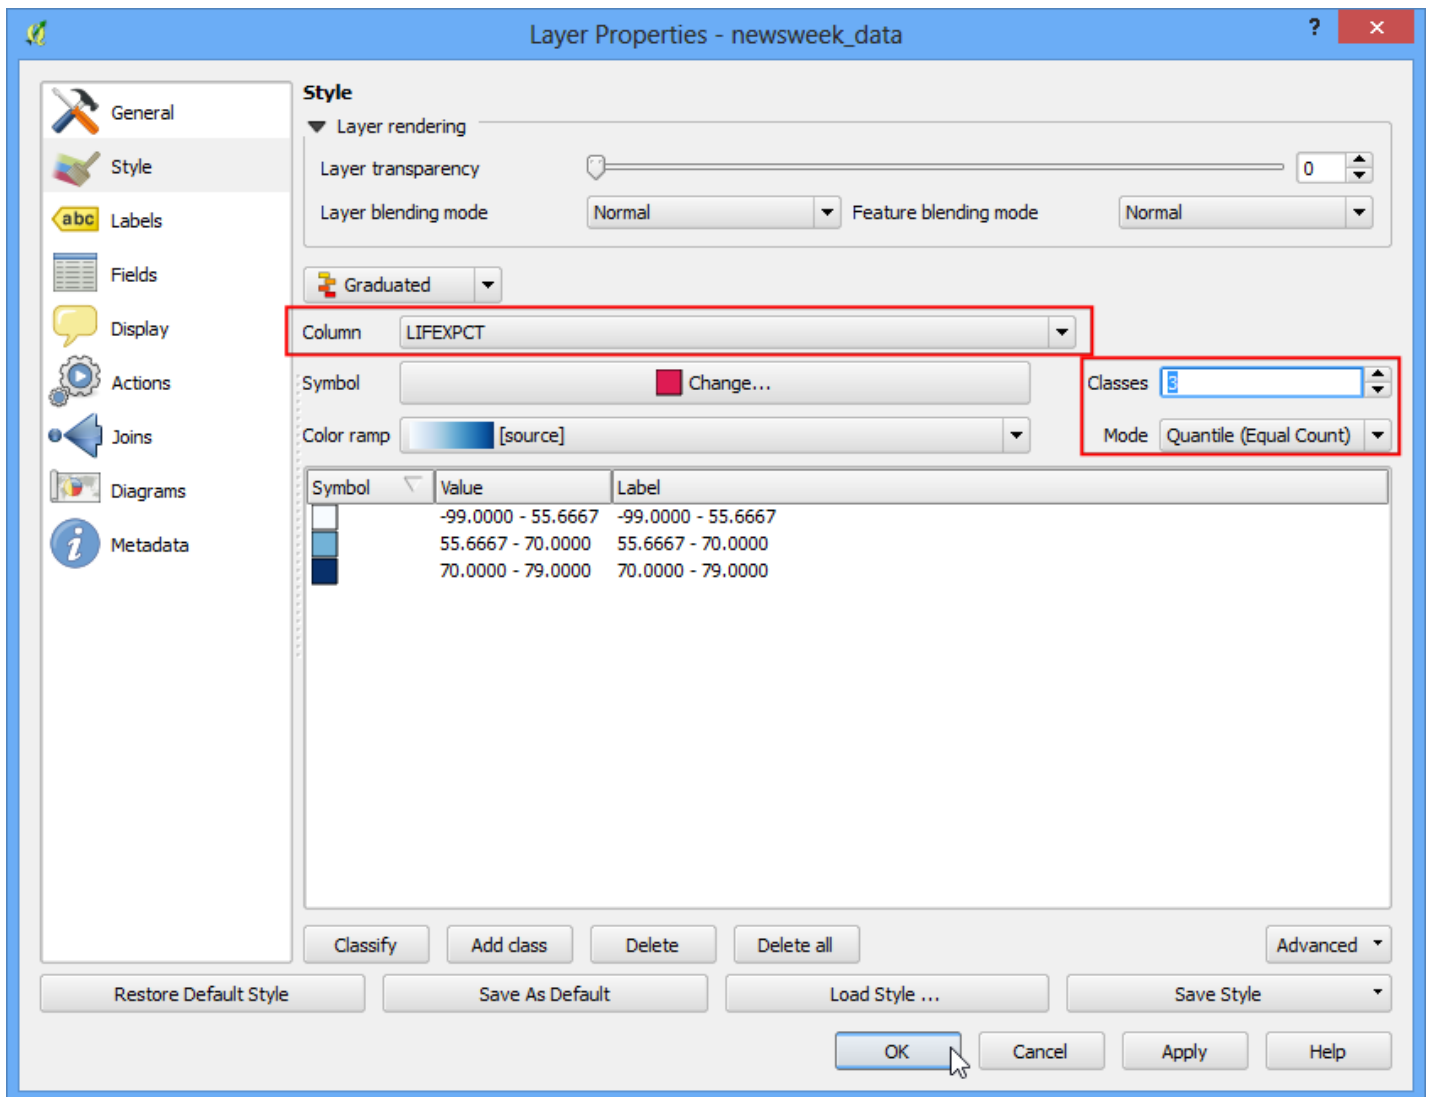 Layer Properties - newsweek_data
?
General
Style
abc Labels
Fields
Display
Actions
Joins
Diagrams
Metadata
Style
Layer rendering
Layer transparency 0
Layer blending mode Normal Feature blending mode Normal
Graduated
Column LIFEXPCT
Symbol Change... Classes 3
Color ramp [source] Mode Quantile (Equal Count)
Symbol Value Label
-99.0000 - 55.6667 -99.0000 - 55.6667
55.6667 - 70.0000 55.6667 - 70.0000
70.0000 - 79.0000 70.0000 - 79.0000
Classify Add class Delete Delete all Advanced
Restore Default Style Save As Default Load Style ... Save Style
OK Cancel Apply Help